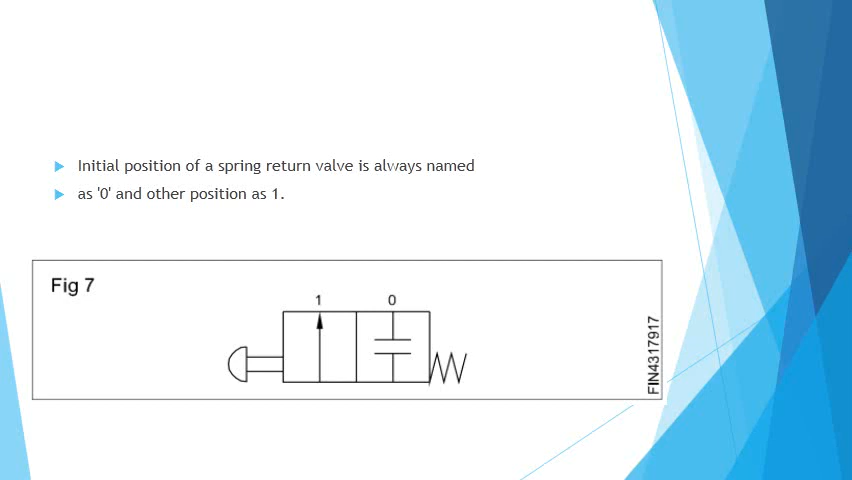 Initial position of a spring return valve is always named
as '0' and other position as 1.
Fig 7
1 0
FIN4317917